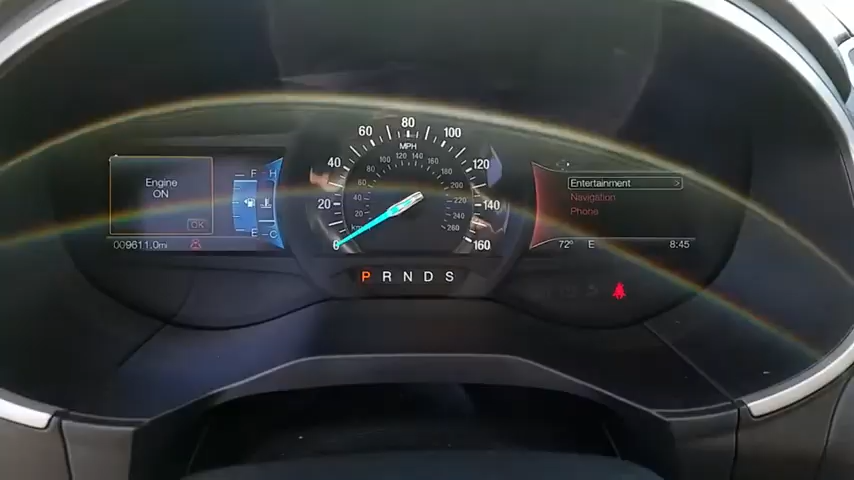 Engine
ON
OK
009611.0mi
F
H
E
C
0
20
40
60
80
100
120
140
160
MPH
20
40
60
80
100
120
140
160
180
200
220
240
260
P R N D S
Entertainment >
Navigation
Phone
72° E 8:45